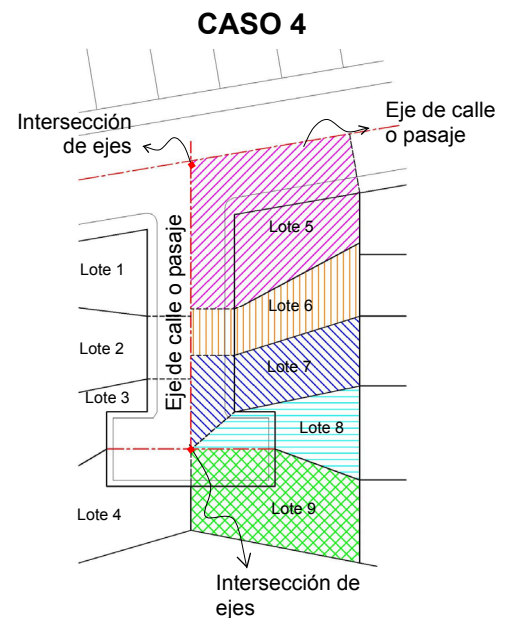 CASO 4
Intersección
de ejes
Eje de calle
o pasaje
Eje de calle o pasaje
Lote 5
Lote 1
Lote 6
Lote 2
Lote 7
Lote 3
Lote 8
Lote 9
Lote 4
Intersección de
ejes